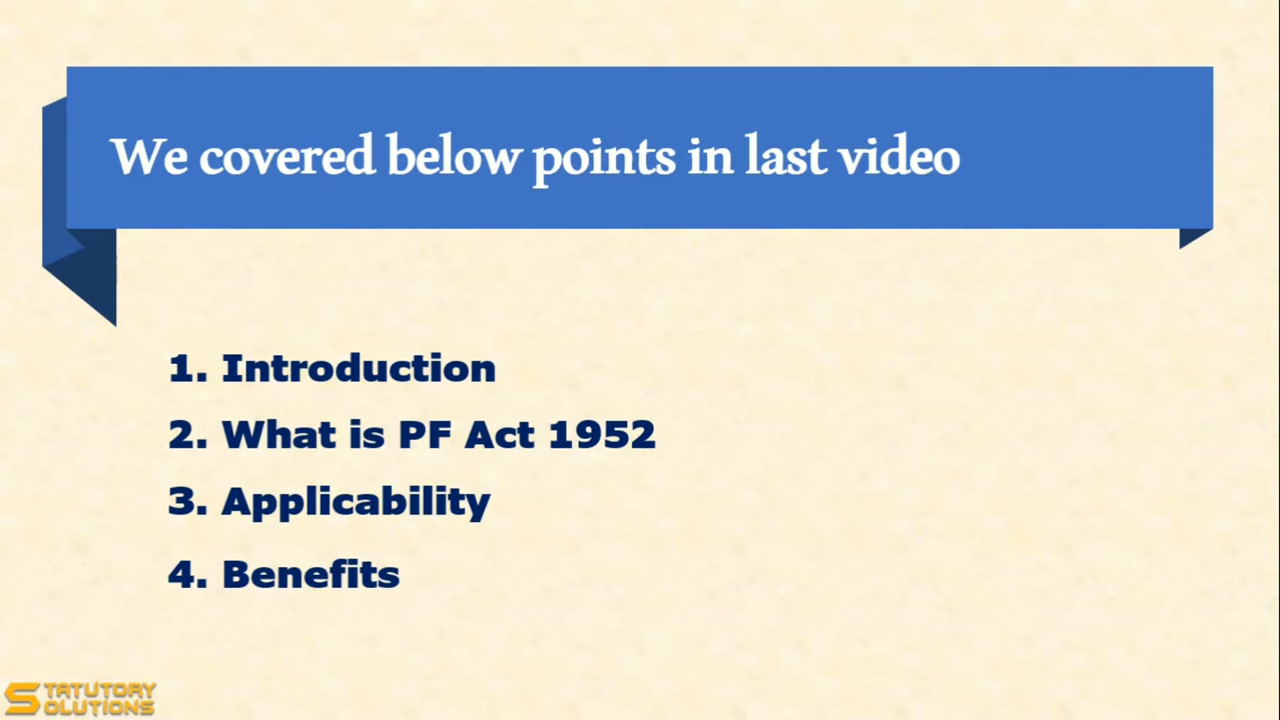 We covered below points in last video
1. Introduction
2. What is PF Act 1952
3. Applicability
4. Benefits
STATUTORY
SOLUTIONS